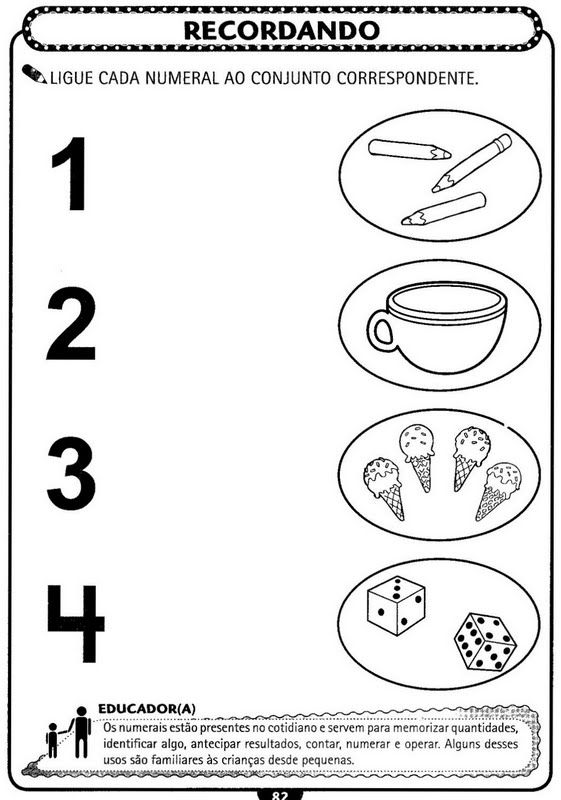 RECORDANDO
LIGUE CADA NUMERAL AO CONJUNTO CORRESPONDENTE.
1
2
3
4
EDUCADOR(A)
Os numerais estão presentes no cotidiano e servem para memorizar quantidades,
identificar algo, antecipar resultados, contar, numerar e operar. Alguns desses
usos são familiares às crianças desde pequenas.
82